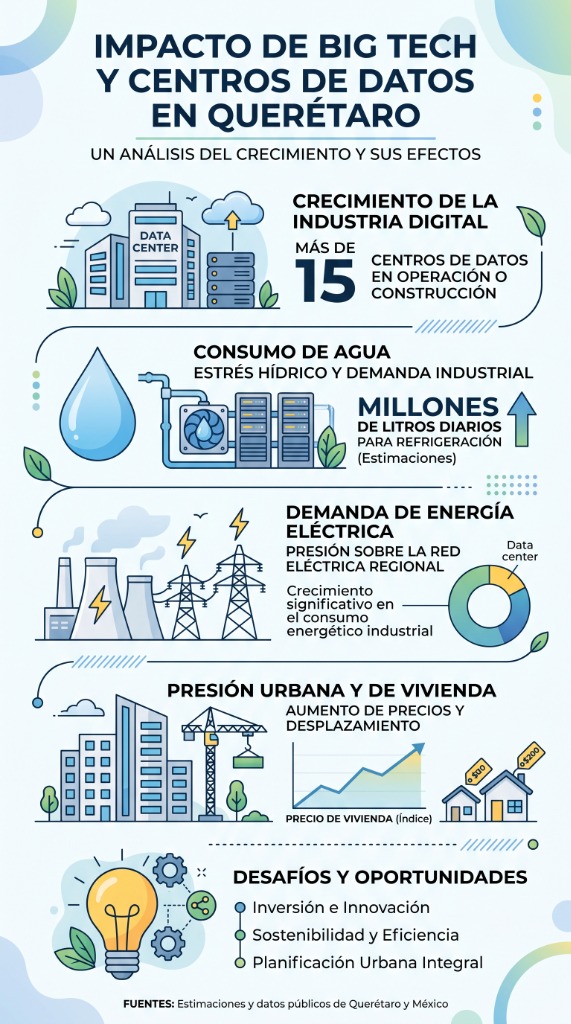 IMPACTO DE BIG TECH
Y CENTROS DE DATOS
EN QUERÉTARO
UN ANÁLISIS DEL CRECIMIENTO Y SUS EFECTOS
DATA
CENTER
CRECIMIENTO DE LA
INDUSTRIA DIGITAL
MÁS DE
15
CENTROS DE DATOS
EN OPERACIÓN O
CONSTRUCCIÓN
CONSUMO DE AGUA
ESTRÉS HÍDRICO Y DEMANDA INDUSTRIAL
MILLONES
DE LITROS DIARIOS
PARA REFRIGERACIÓN
(Estimaciones)
DEMANDA DE ENERGÍA
ELÉCTRICA
PRESIÓN SOBRE LA RED
ELÉCTRICA REGIONAL
Data
center
Crecimiento
significativo en
el consumo
energético industrial
PRESIÓN URBANA Y DE VIVIENDA
AUMENTO DE PRECIOS Y
DESPLAZAMIENTO
PRECIO DE VIVIENDA (Índice)
$200
DESAFÍOS Y OPORTUNIDADES
Inversión e Innovación
Sostenibilidad y Eficiencia
Planificación Urbana Integral
FUENTES: Estimaciones y datos públicos de Querétaro y México